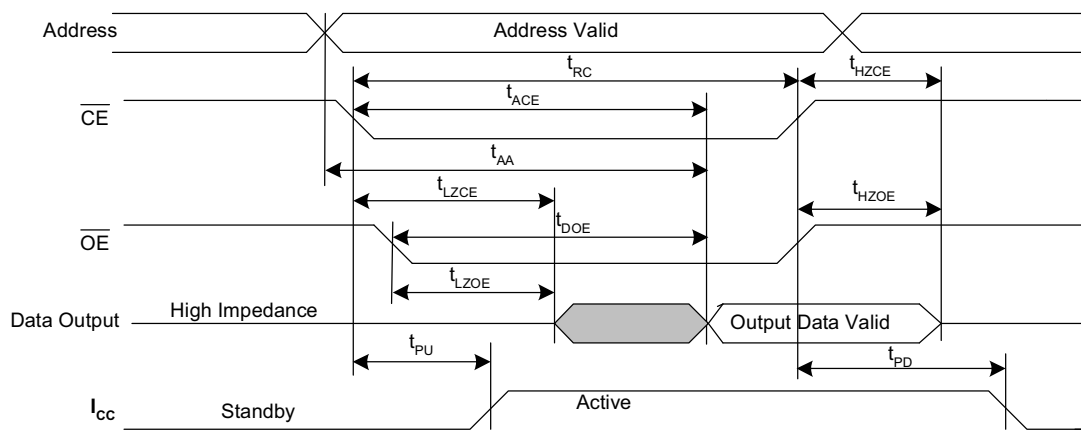 Address
Address Valid
tRC
tHZCE
CE
tACE
tAA
tLZCE
tHZOE
OE
tDOE
tLZOE
Data Output
High Impedance
Output Data Valid
tPU
tPD
ICC
Standby
Active